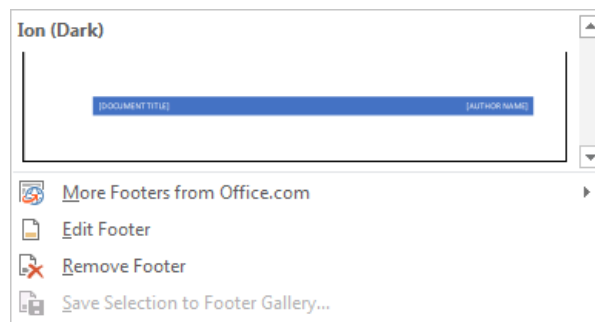 Ion (Dark)
[DOCUMENT TITLE] [AUTHOR NAME]
More Footers from Office.com
Edit Footer
Remove Footer
Save Selection to Footer Gallery...